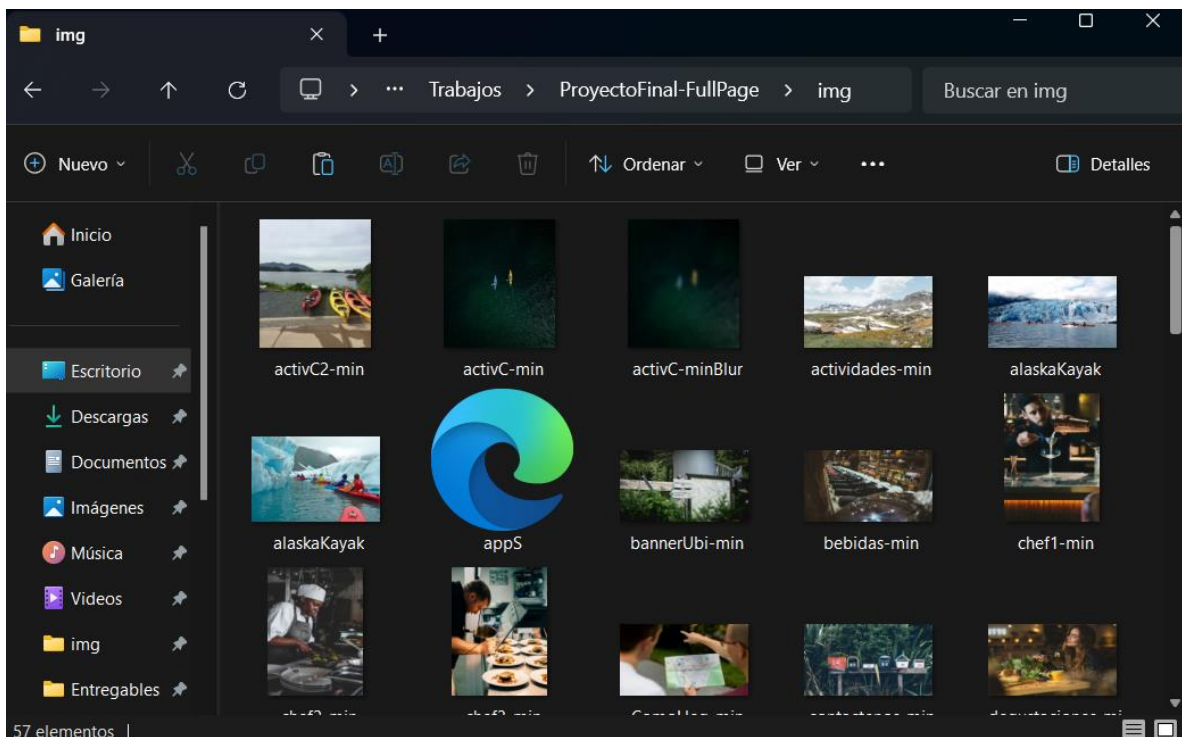 img
Trabajos > ProyectoFinal-FullPage > img
Buscar en img
Nuevo
Ordenar
Ver
Detalles
Inicio
Galería
Escritorio
Descargas
Documentos
Imágenes
Música
Videos
img
Entregables
activC2-min
activC-min
activC-minBlur
actividades-min
alaskaKayak
alaskaKayak
appS
bannerUbi-min
bebidas-min
chef1-min
57 elementos